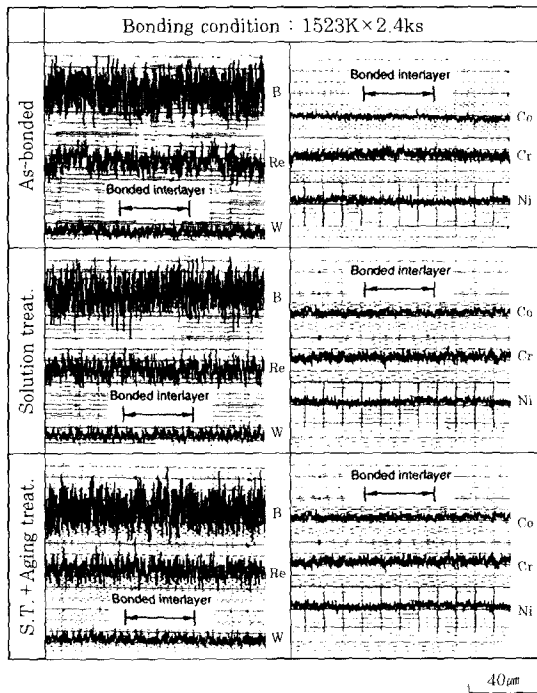 Bonding condition : 1523K×2.4ks
As-bonded
B
Re
Bonded interlayer
W
Bonded interlayer
Co
Cr
Ni
Solution treat.
B
Re
Bonded interlayer
W
Bonded interlayer
Co
Cr
Ni
S.T. + Aging treat.
B
Re
Bonded interlayer
W
Bonded interlayer
Co
Cr
Ni
40μm